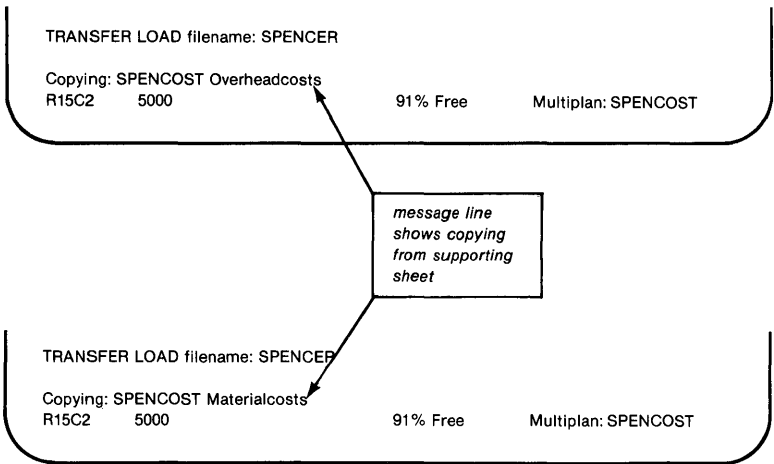 TRANSFER LOAD filename: SPENCER
Copying: SPENCOST Overheadcosts
R15C2 5000 91% Free Multiplan: SPENCOST
message line
shows copying
from supporting
sheet
TRANSFER LOAD filename: SPENCER
Copying: SPENCOST Materialcosts
R15C2 5000 91% Free Multiplan: SPENCOST